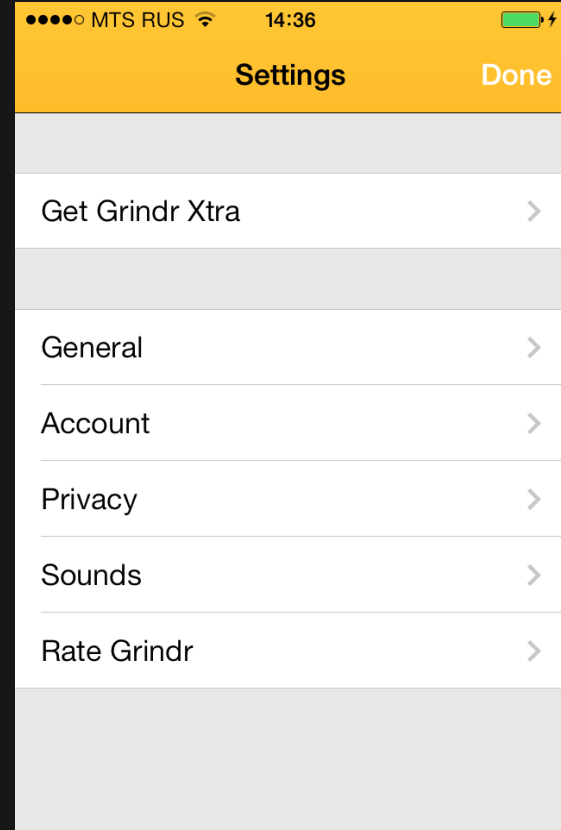 MTS RUS 14:36
Settings Done
Get Grindr Xtra
General
Account
Privacy
Sounds
Rate Grindr